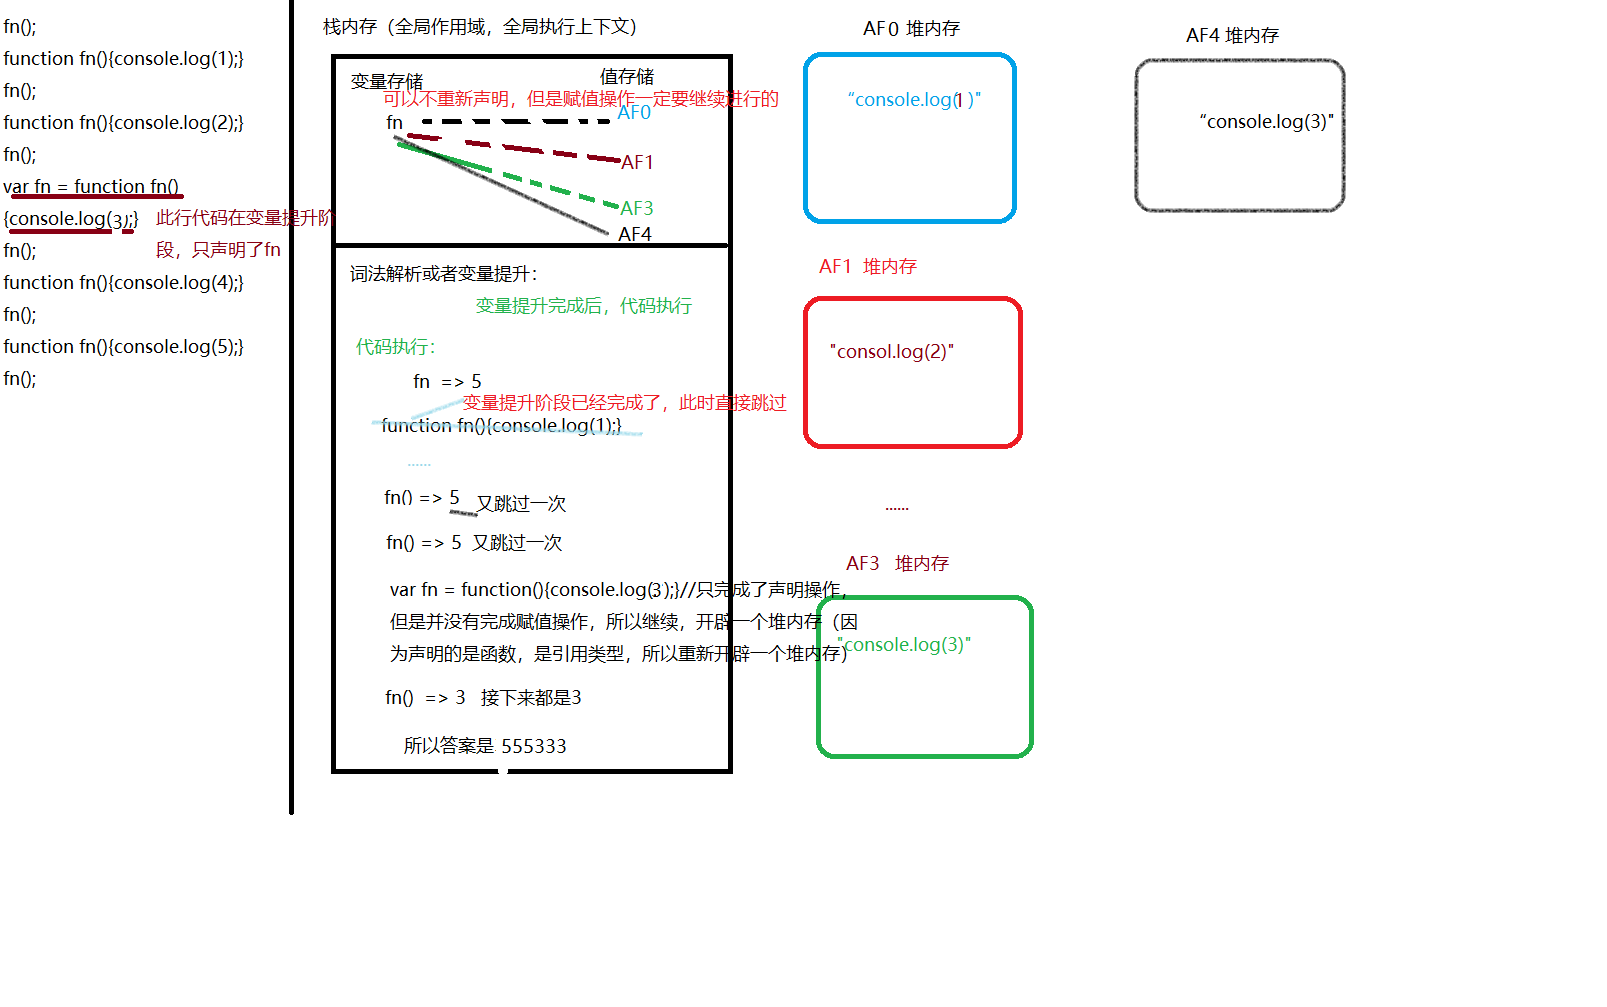 fn();
function fn(){console.log(1);}
fn();
function fn(){console.log(2);}
fn();
var fn = function fn()
{console.log(3);}
此行代码在变量提升阶
段，只声明了fn
fn();
function fn(){console.log(4);}
fn();
function fn(){console.log(5);}
fn();
栈内存（全局作用域，全局执行上下文）
变量存储
值存储
可以不重新声明，但是赋值操作一定要继续进行的
fn
AF0
AF1
AF3
AF4
词法解析或者变量提升：
变量提升完成后，代码执行
代码执行：
fn => 5
变量提升阶段已经完成了，此时直接跳过
function fn(){console.log(1);}
......
fn() => 5 又跳过一次
fn() => 5 又跳过一次
var fn = function(){console.log(3);}//只完成了声明操作，
但是并没有完成赋值操作，所以继续，开辟一个堆内存（因
为声明的是函数，是引用类型，所以重新开辟一个堆内存）
fn() => 3 接下来都是3
所以答案是 555333
AF0 堆内存
“console.log(1)"
AF1 堆内存
"consol.log(2)"
......
AF3 堆内存
"console.log(3)"
AF4 堆内存
“console.log(3)"